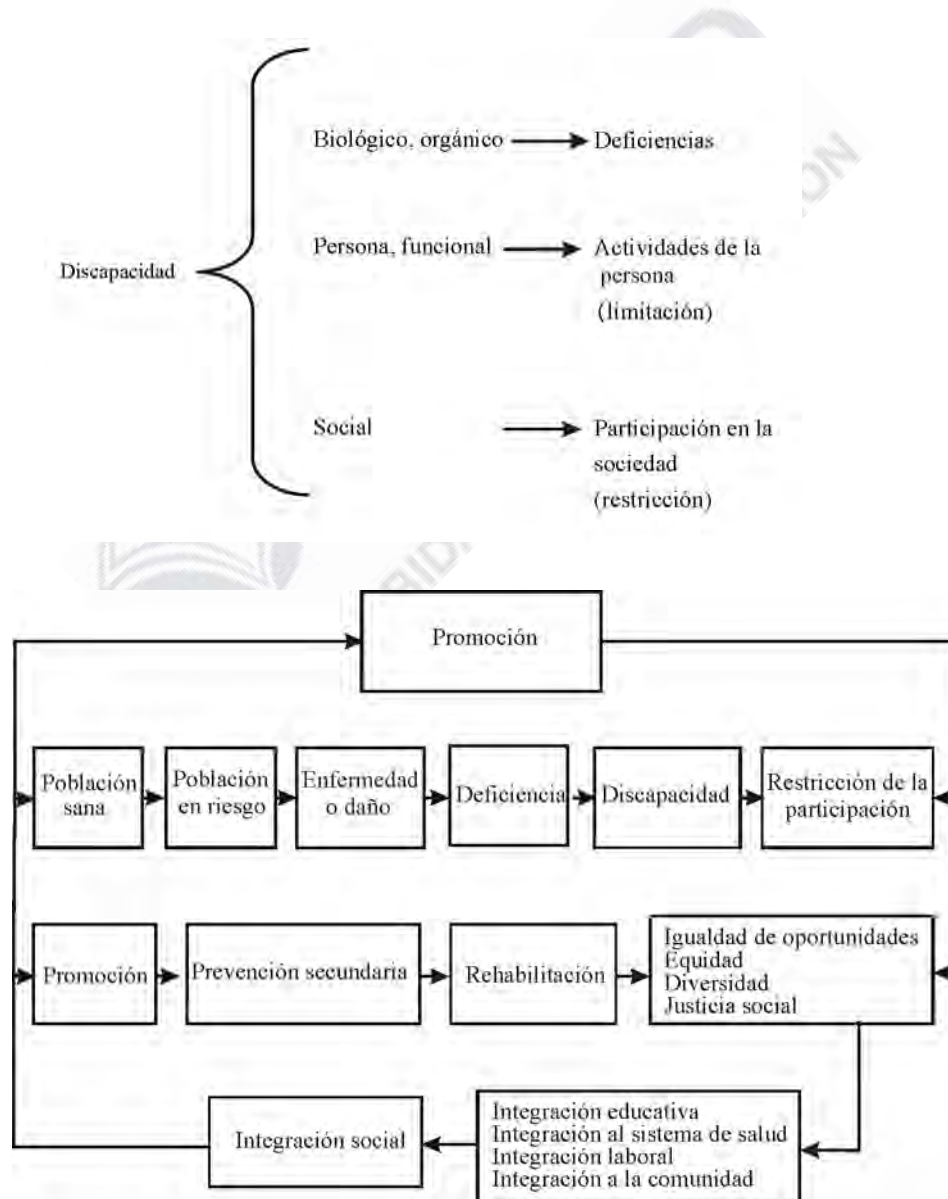 Biológico, orgánico
Deficiencias
Persona, funcional
Actividades de la
persona
(limitación)
Discapacidad
Social
Participación en la
sociedad
(restricción)
Promoción
Población
sana
Población
en riesgo
Enfermedad
o daño
Deficiencia
Discapacidad
Restricción de la
participación
Promoción
Prevención secundaria
Rehabilitación
Igualdad de oportunidades
Equidad
Diversidad
Justicia social
Integración social
Integración educativa
Integración al sistema de salud
Integración laboral
Integración a la comunidad